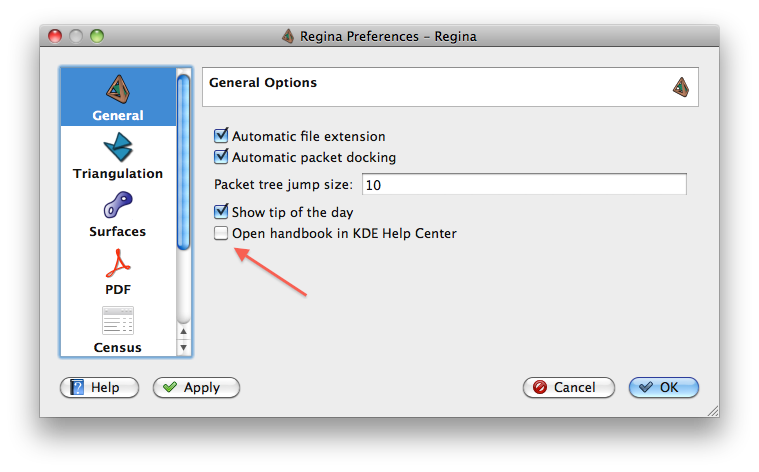 Regina Preferences – Regina
General
Triangulation
Surfaces
PDF
Census
General Options
Automatic file extension
Automatic packet docking
Packet tree jump size: 10
Show tip of the day
Open handbook in KDE Help Center
Help
Apply
Cancel
OK